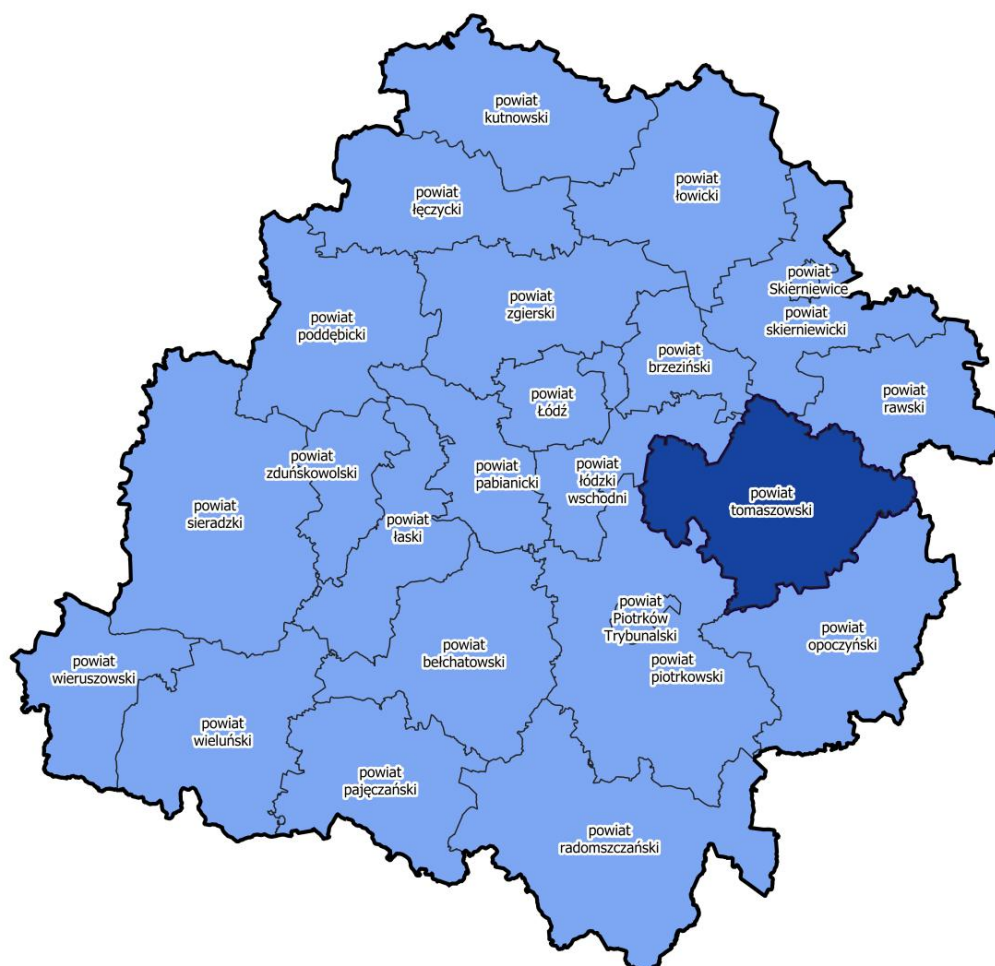 powiat
kutnowski
powiat
łęczycki
powiat
łowicki
powiat
Skierniewice
powiat
skierniewicki
powiat
zgierski
powiat
poddębicki
powiat
brzeziński
powiat
rawski
powiat
Łódź
powiat
zduńskowolski
powiat
pabianicki
powiat
łódzki
wschodni
powiat
tomaszowski
powiat
sieradzki
powiat
łaski
powiat
Piotrków
Trybunalski
powiat
opoczyński
powiat
bełchatowski
powiat
piotrkowski
powiat
wieruszowski
powiat
wieluński
powiat
pajęczański
powiat
radomszczański